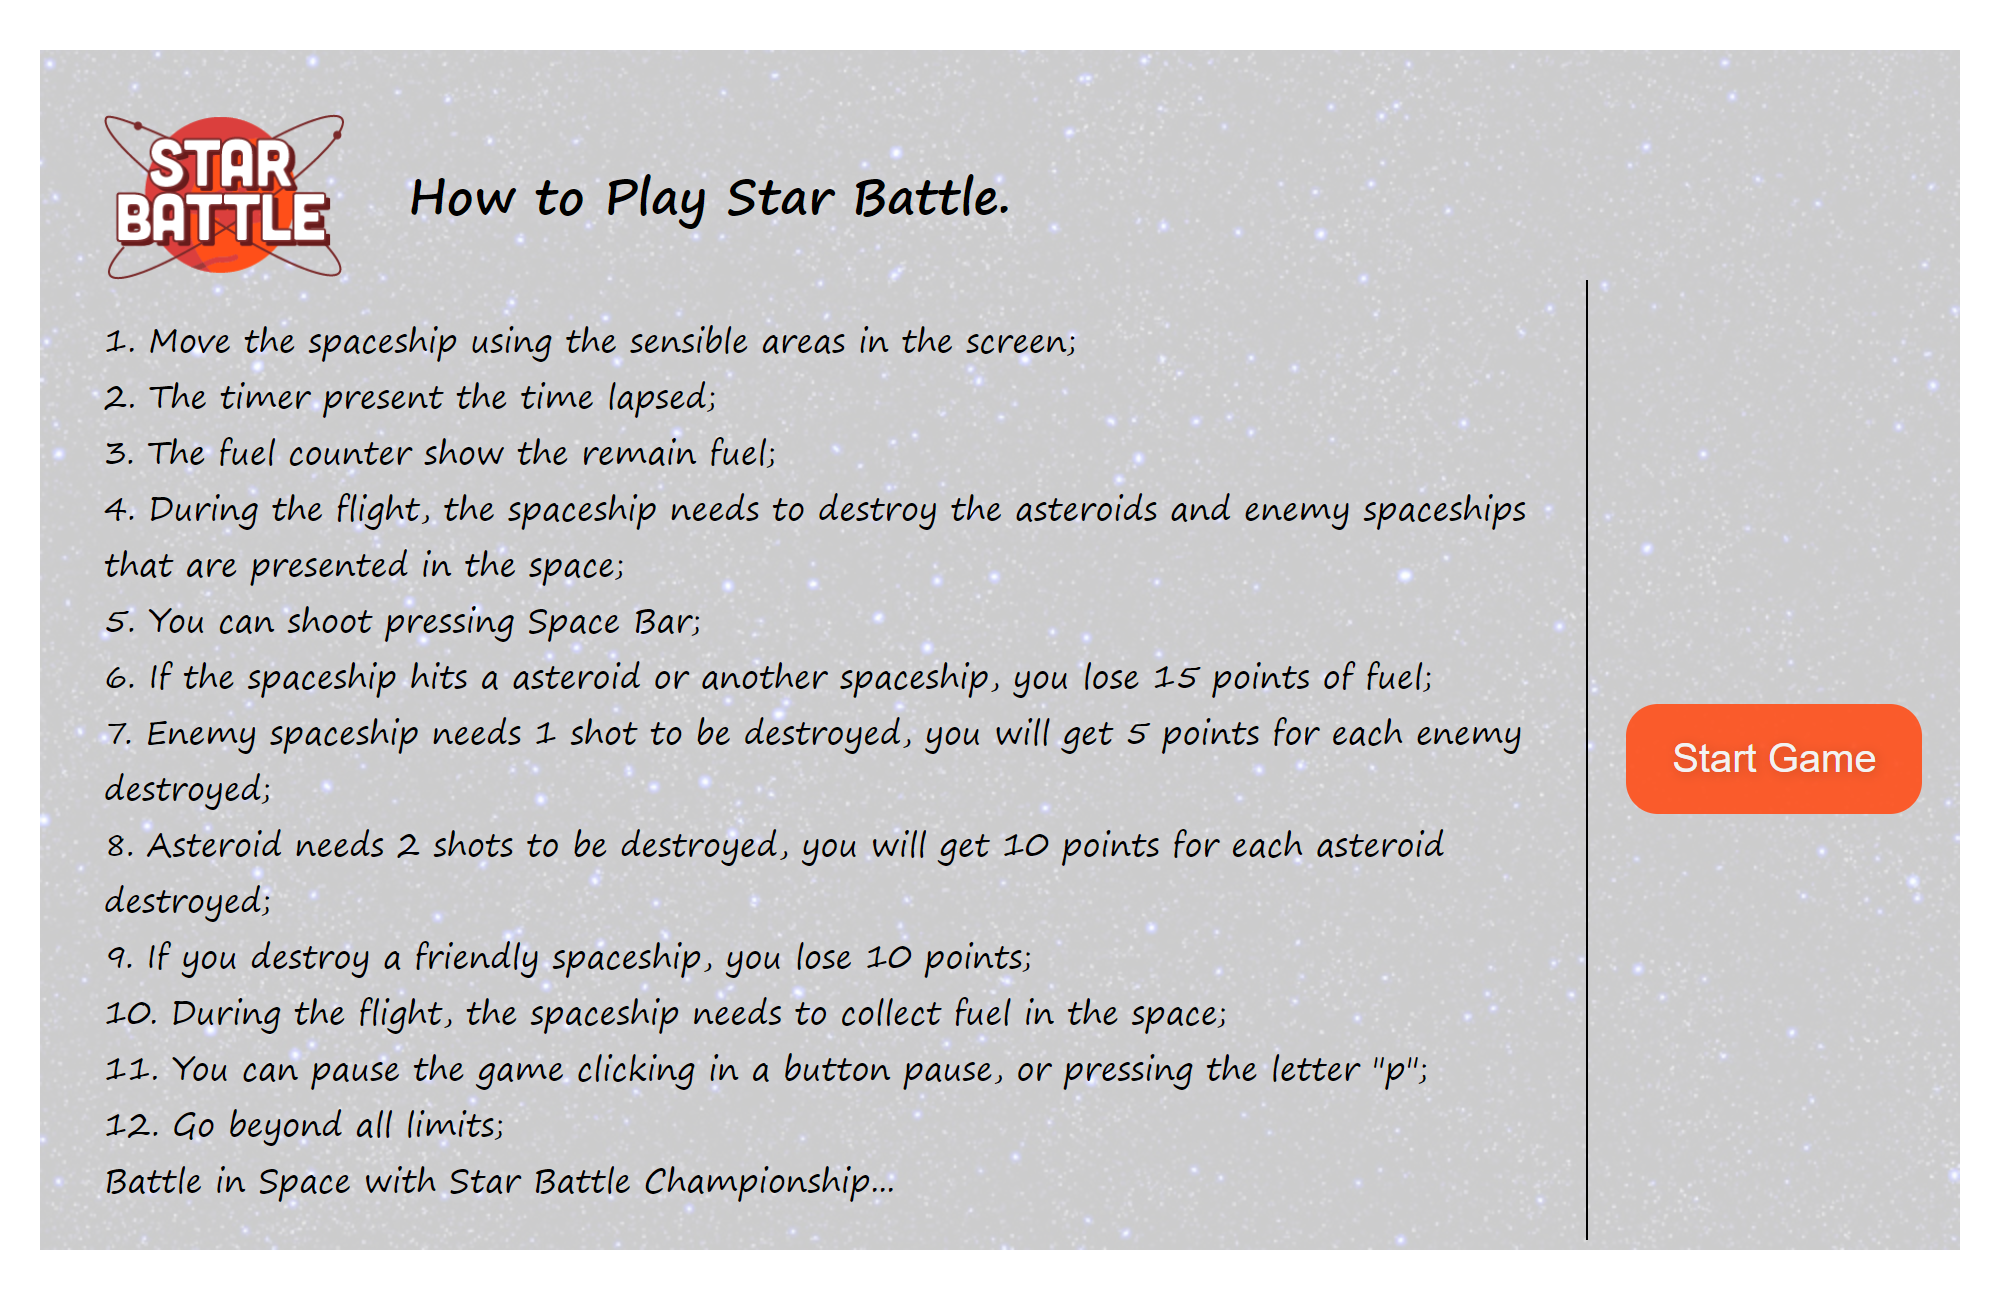 STAR
BATTLE
How to Play Star Battle.
1. Move the spaceship using the sensible areas in the screen;
2. The timer present the time lapsed;
3. The fuel counter show the remain fuel;
4. During the flight, the spaceship needs to destroy the asteroids and enemy spaceships
that are presented in the space;
5. You can shoot pressing Space Bar;
6. If the spaceship hits a asteroid or another spaceship, you lose 15 points of fuel;
7. Enemy spaceship needs 1 shot to be destroyed, you will get 5 points for each enemy
destroyed;
8. Asteroid needs 2 shots to be destroyed, you will get 10 points for each asteroid
destroyed;
9. If you destroy a friendly spaceship, you lose 10 points;
10. During the flight, the spaceship needs to collect fuel in the space;
11. You can pause the game clicking in a button pause, or pressing the letter "p";
12. Go beyond all limits;
Battle in Space with Star Battle Championship...
Start Game